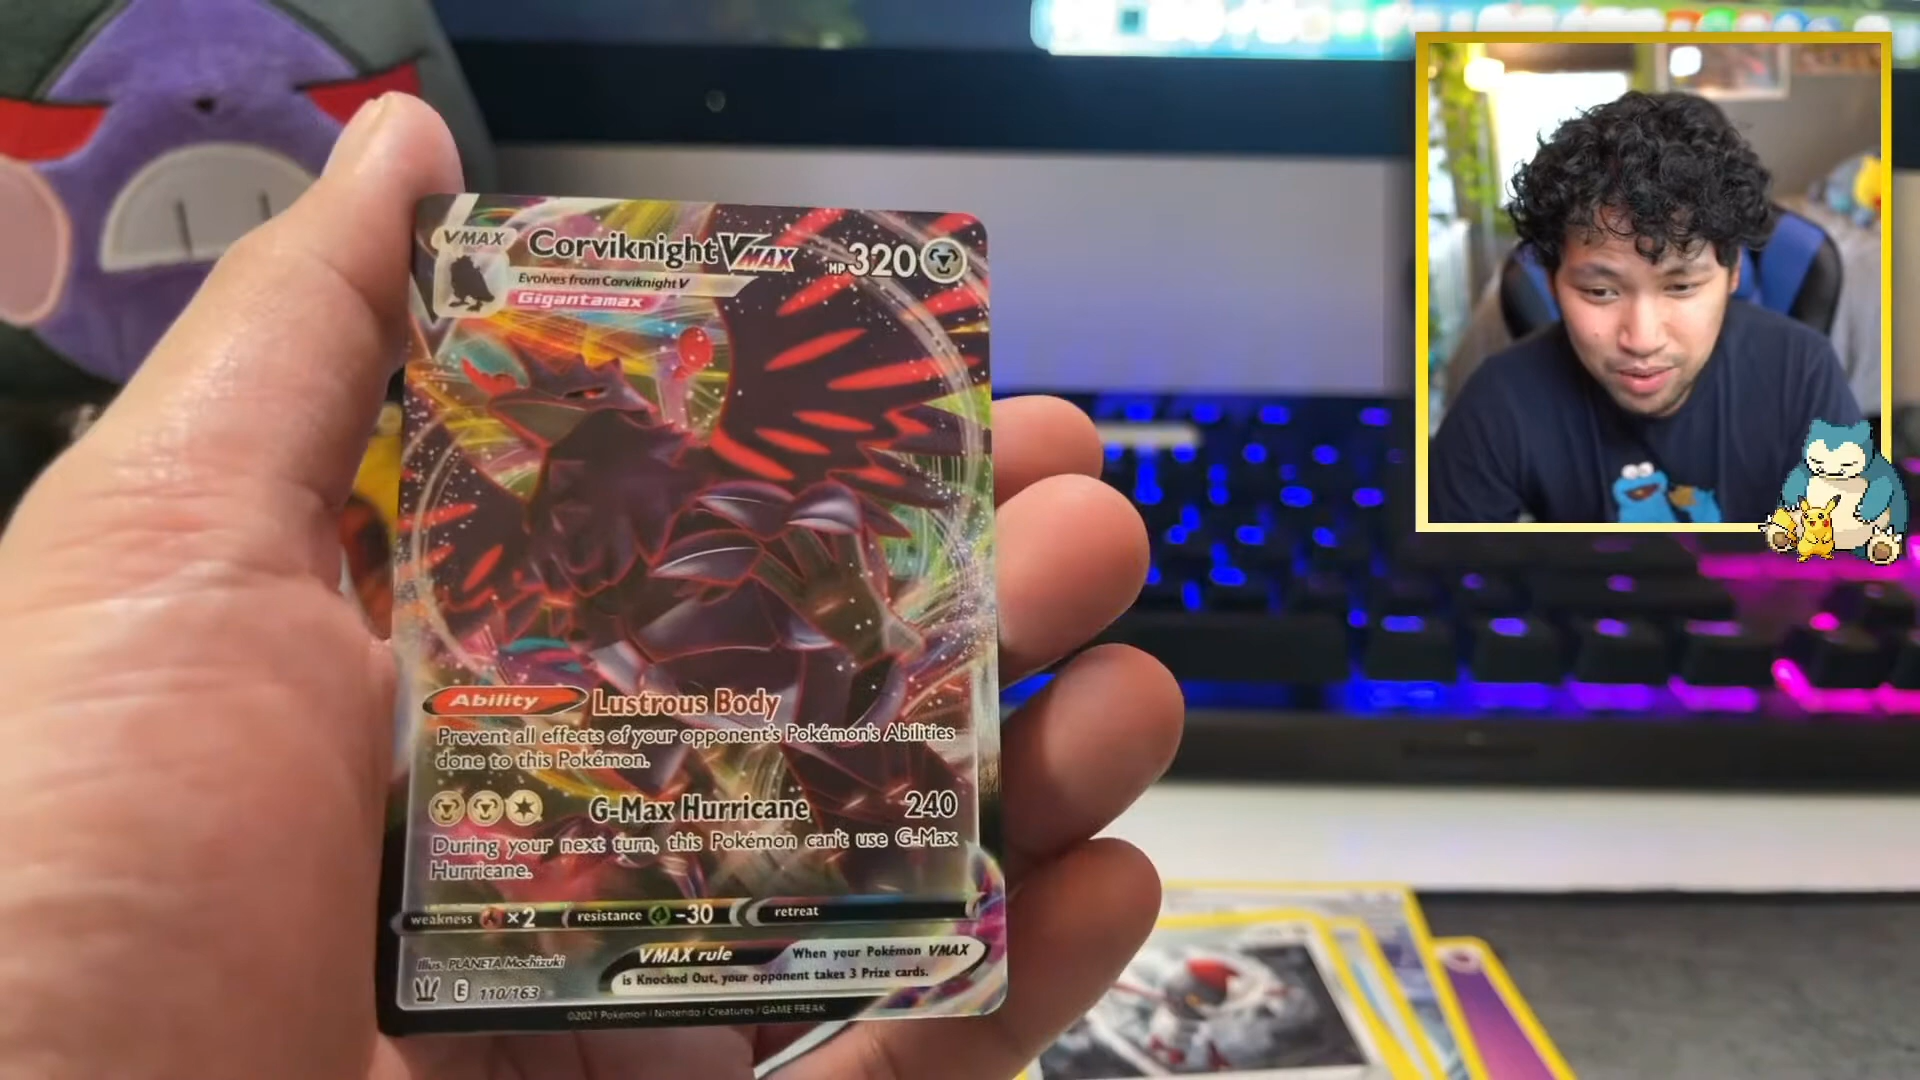 VMAX
Corviknight VMAX HP 320
Evolves from Corviknight V
Gigantamax
Ability Lustrous Body
Prevent all effects of your opponent's Pokémon's Abilities
done to this Pokémon.
G-Max Hurricane 240
During your next turn, this Pokémon can't use G-Max
Hurricane.
weakness ×2 resistance -30 retreat
VMAX rule When your Pokémon VMAX
is Knocked Out, your opponent takes 3 Prize cards.
Illus. PLANETA Mochizuki
E 110/163
©2021 Pokémon / Nintendo / Creatures / GAME FREAK